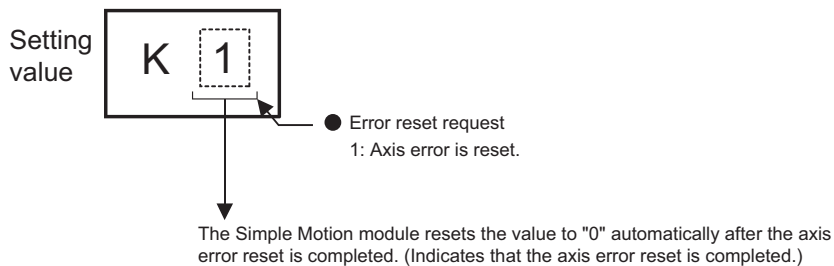 Setting
value
K 1
● Error reset request
1: Axis error is reset.
The Simple Motion module resets the value to "0" automatically after the axis
error reset is completed. (Indicates that the axis error reset is completed.)